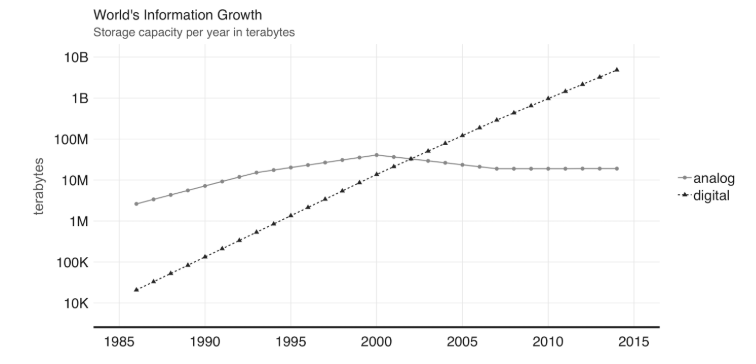 World's Information Growth
Storage capacity per year in terabytes
10B
1B
100M
10M
1M
100K
10K
terabytes
1985
1990
1995
2000
2005
2010
2015
analog
digital